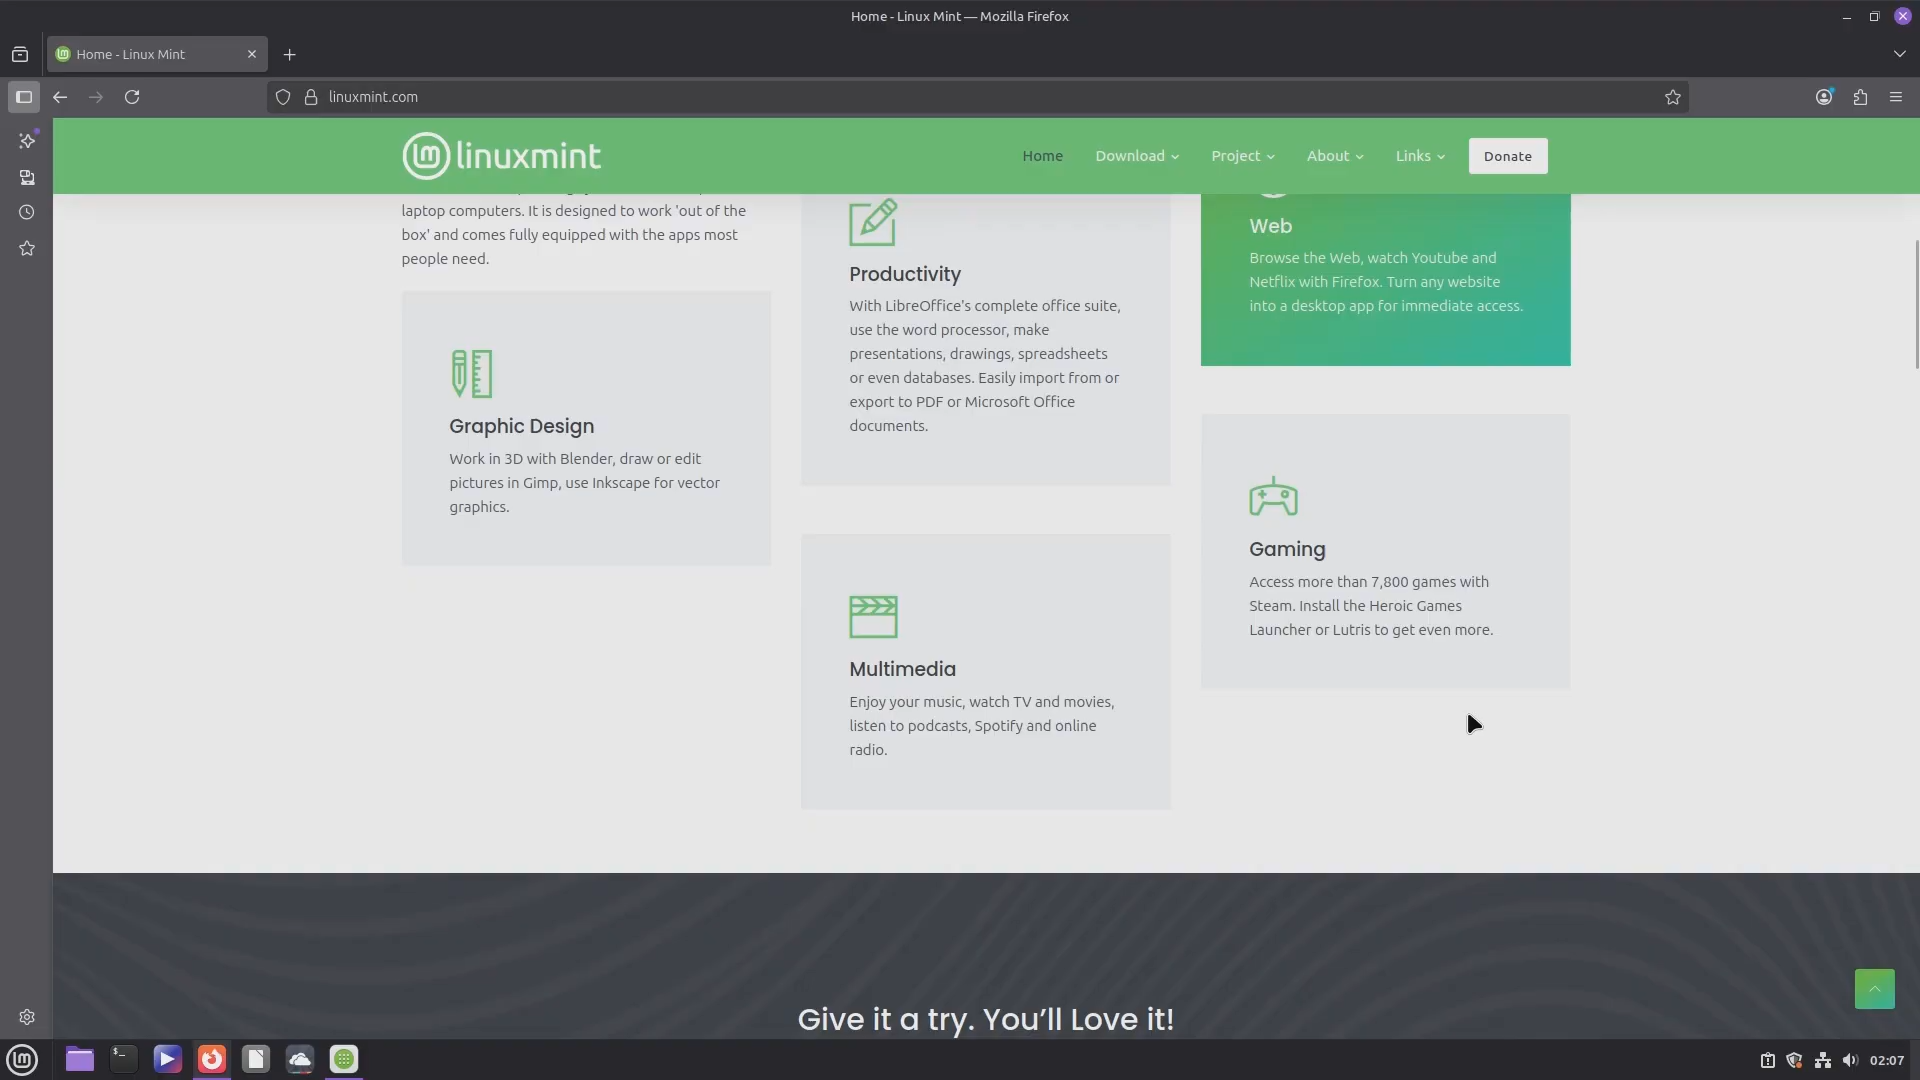 Home - Linux Mint — Mozilla Firefox
Home - Linux Mint
linuxmint.com
linuxmint
Home
Download
Project
About
Links
Donate
laptop computers. It is designed to work 'out of the
box' and comes fully equipped with the apps most
people need.
Graphic Design
Work in 3D with Blender, draw or edit
pictures in Gimp, use Inkscape for vector
graphics.
Productivity
With LibreOffice's complete office suite,
use the word processor, make
presentations, drawings, spreadsheets
or even databases. Easily import from or
export to PDF or Microsoft Office
documents.
Multimedia
Enjoy your music, watch TV and movies,
listen to podcasts, Spotify and online
radio.
Web
Browse the Web, watch Youtube and
Netflix with Firefox. Turn any website
into a desktop app for immediate access.
Gaming
Access more than 7,800 games with
Steam. Install the Heroic Games
Launcher or Lutris to get even more.
Give it a try. You’ll Love it!
02:07